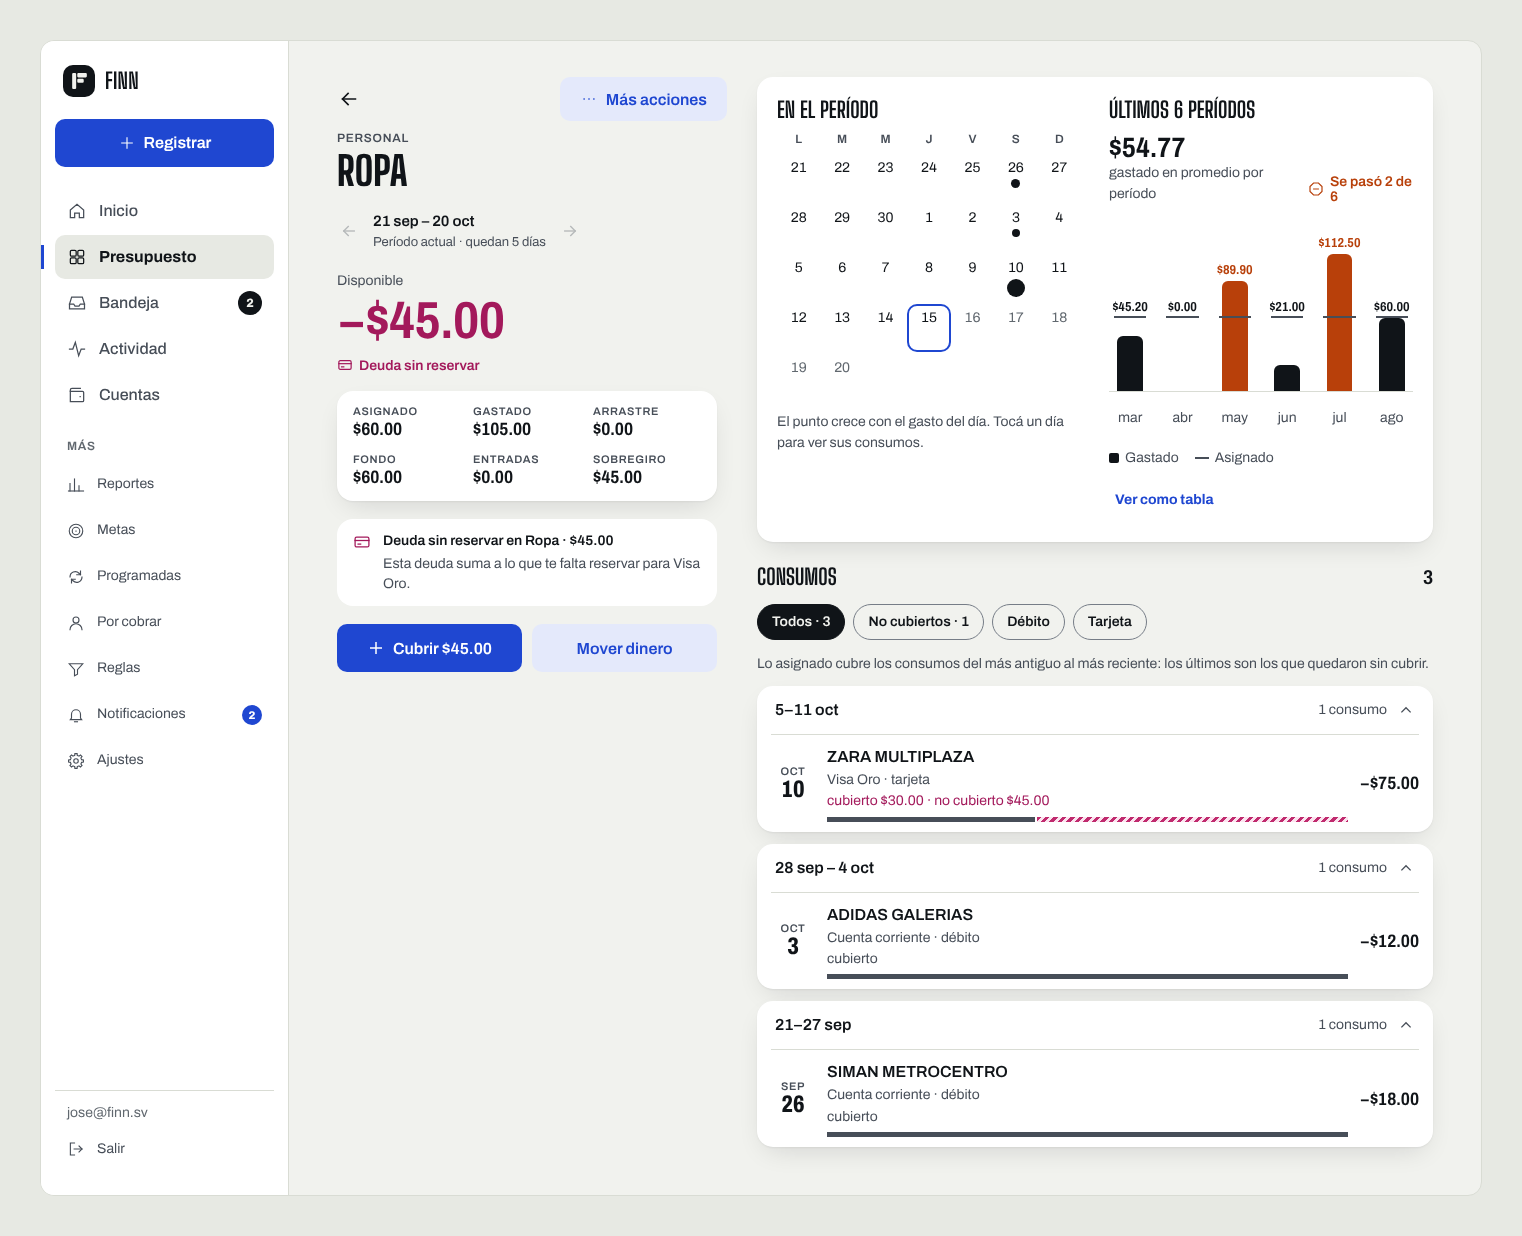 FINN
Registrar
Inicio
Presupuesto
Bandeja 2
Actividad
Cuentas
MÁS
Reportes
Metas
Programadas
Por cobrar
Reglas
Notificaciones 2
Ajustes
jose@finn.sv
Salir
··· Más acciones
PERSONAL
ROPA
21 sep – 20 oct
Período actual · quedan 5 días
Disponible
–$45.00
Deuda sin reservar
ASIGNADO GASTADO ARRASTRE
$60.00 $105.00 $0.00
FONDO ENTRADAS SOBREGIRO
$60.00 $0.00 $45.00
Deuda sin reservar en Ropa · $45.00
Esta deuda suma a lo que te falta reservar para Visa
Oro.
Cubrir $45.00
Mover dinero
EN EL PERÍODO
L M M J V S D
21 22 23 24 25 26 27
28 29 30 1 2 3 4
5 6 7 8 9 10 11
12 13 14 15 16 17 18
19 20
El punto crece con el gasto del día. Tocá un día
para ver sus consumos.
ÚLTIMOS 6 PERÍODOS
$54.77
gastado en promedio por
período
Se pasó 2 de
6
$45.20 $0.00 $89.90 $21.00 $112.50 $60.00
mar abr may jun jul ago
Gastado Asignado
Ver como tabla
CONSUMOS 3
Todos · 3 No cubiertos · 1 Débito Tarjeta
Lo asignado cubre los consumos del más antiguo al más reciente: los últimos son los que quedaron sin cubrir.
5–11 oct 1 consumo
OCT
10
ZARA MULTIPLAZA
Visa Oro · tarjeta
cubierto $30.00 · no cubierto $45.00
–$75.00
28 sep – 4 oct 1 consumo
OCT
3
ADIDAS GALERIAS
Cuenta corriente · débito
cubierto
–$12.00
21–27 sep 1 consumo
SEP
26
SIMAN METROCENTRO
Cuenta corriente · débito
cubierto
–$18.00